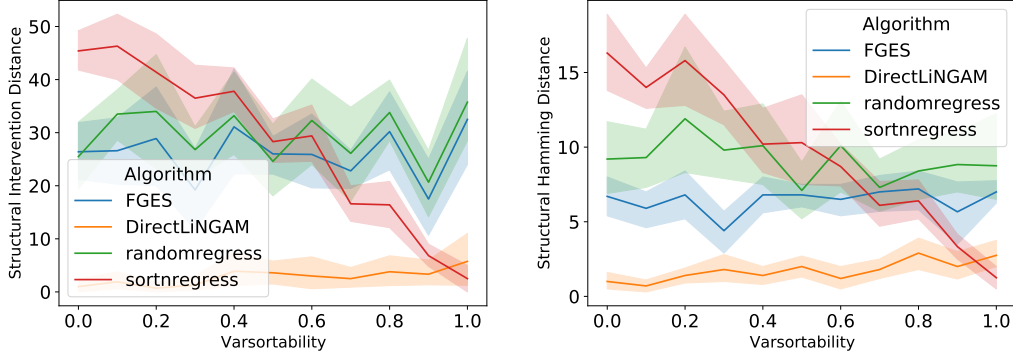 50
40
30
20
10
0
Structural Intervention Distance
Algorithm
FGES
DirectLiNGAM
randomregress
sortnregress
0.0 0.2 0.4 0.6 0.8 1.0
Varsortability
15
10
5
0
Structural Hamming Distance
Algorithm
FGES
DirectLiNGAM
randomregress
sortnregress
0.0 0.2 0.4 0.6 0.8 1.0
Varsortability